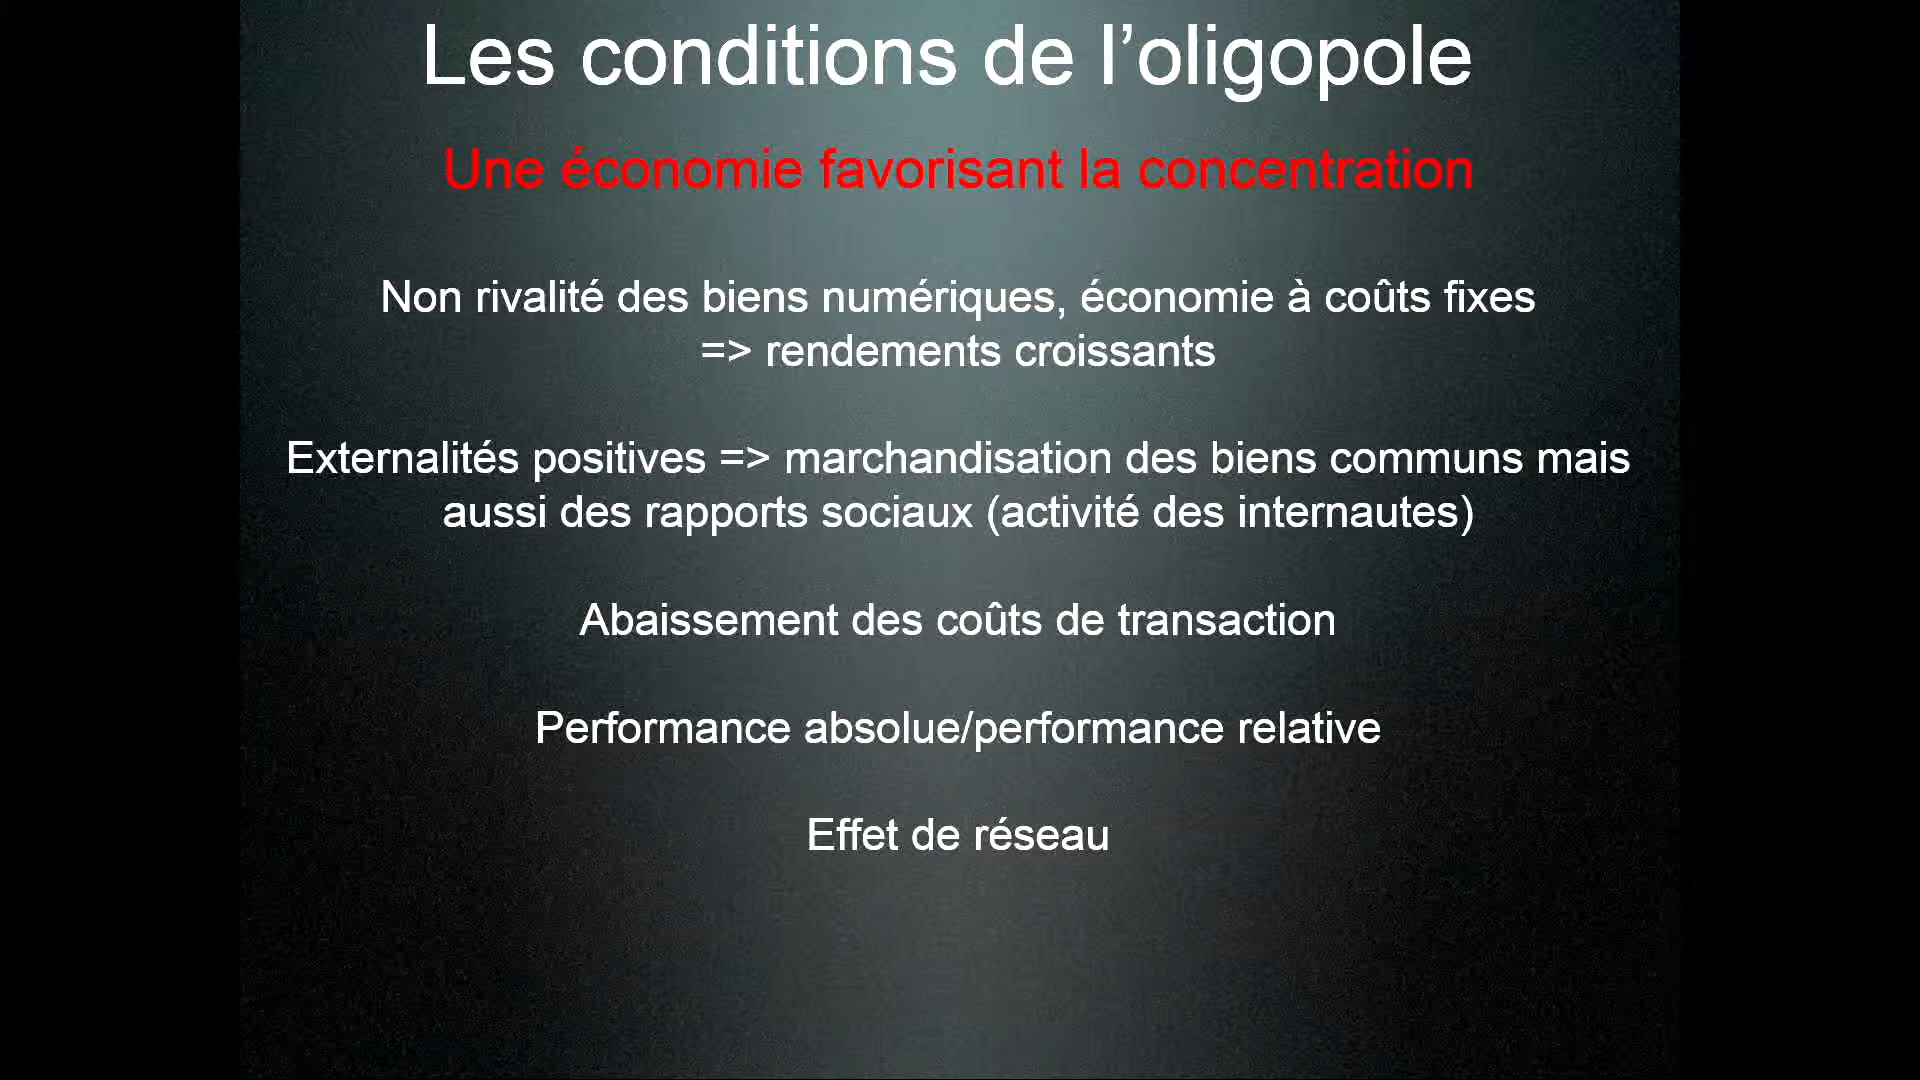 Les conditions de l’oligopole
Une économie favorisant la concentration
Non rivalité des biens numériques, économie à coûts fixes
=> rendements croissants
Externalités positives => marchandisation des biens communs mais
aussi des rapports sociaux (activité des internautes)
Abaissement des coûts de transaction
Performance absolue/performance relative
Effet de réseau